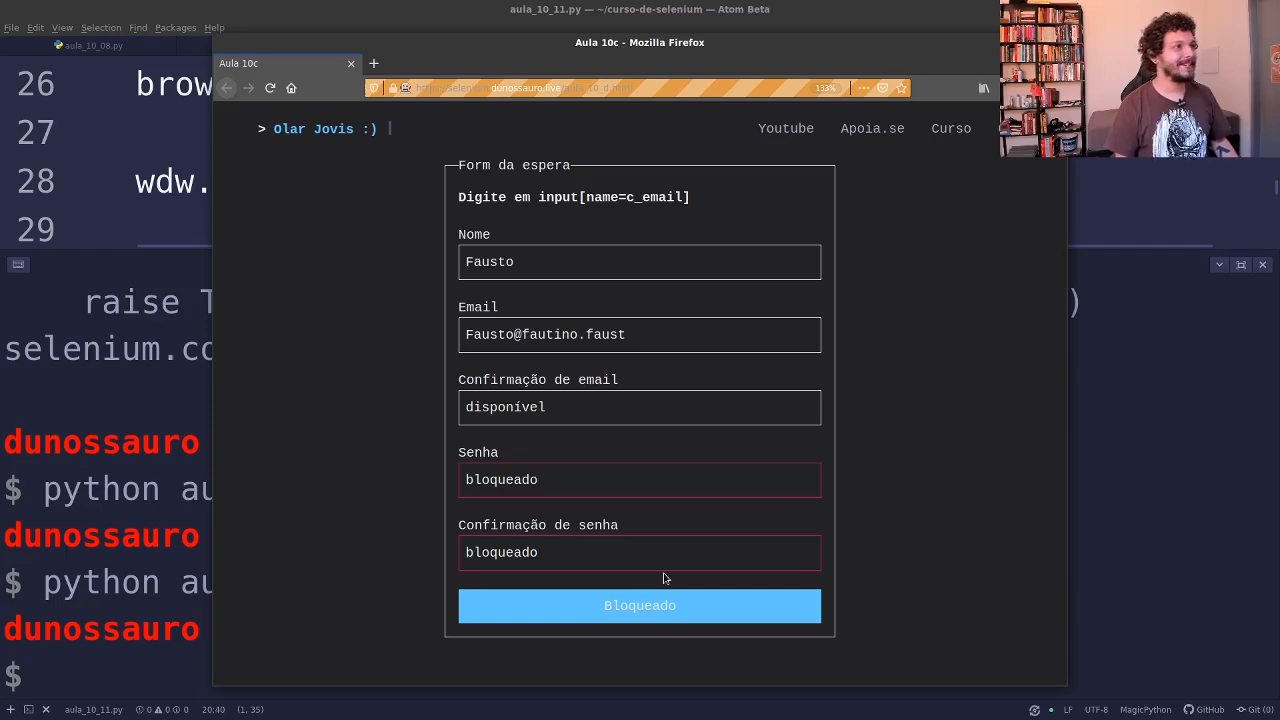 aula_10_11.py — ~/curso-de-selenium — Atom Beta
File Edit View Selection Find Packages
aula_10_08.py
Aula 10c - Mozilla Firefox
Aula 10c
dunossauro.live
133%
> Olar Jovis :)
Youtube Apoia.se Curso
Form da espera
Digite em input[name=c_email]
Nome
Fausto
Email
Fausto@fautino.faust
Confirmação de email
disponível
Senha
bloqueado
Confirmação de senha
bloqueado
Bloqueado
26 brow
27
28 wdw.
29
raise T )
selenium.co
dunossauro
$ python au
dunossauro
$ python au
dunossauro
$
aula_10_11.py 0 0 0 20:40 (1, 35) LF UTF-8 MagicPython GitHub Git (0)